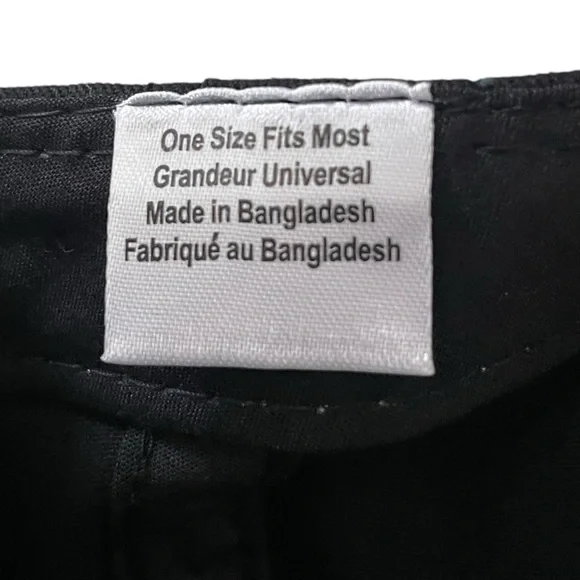 One Size Fits Most
Grandeur Universal
Made in Bangladesh
Fabriqué au Bangladesh